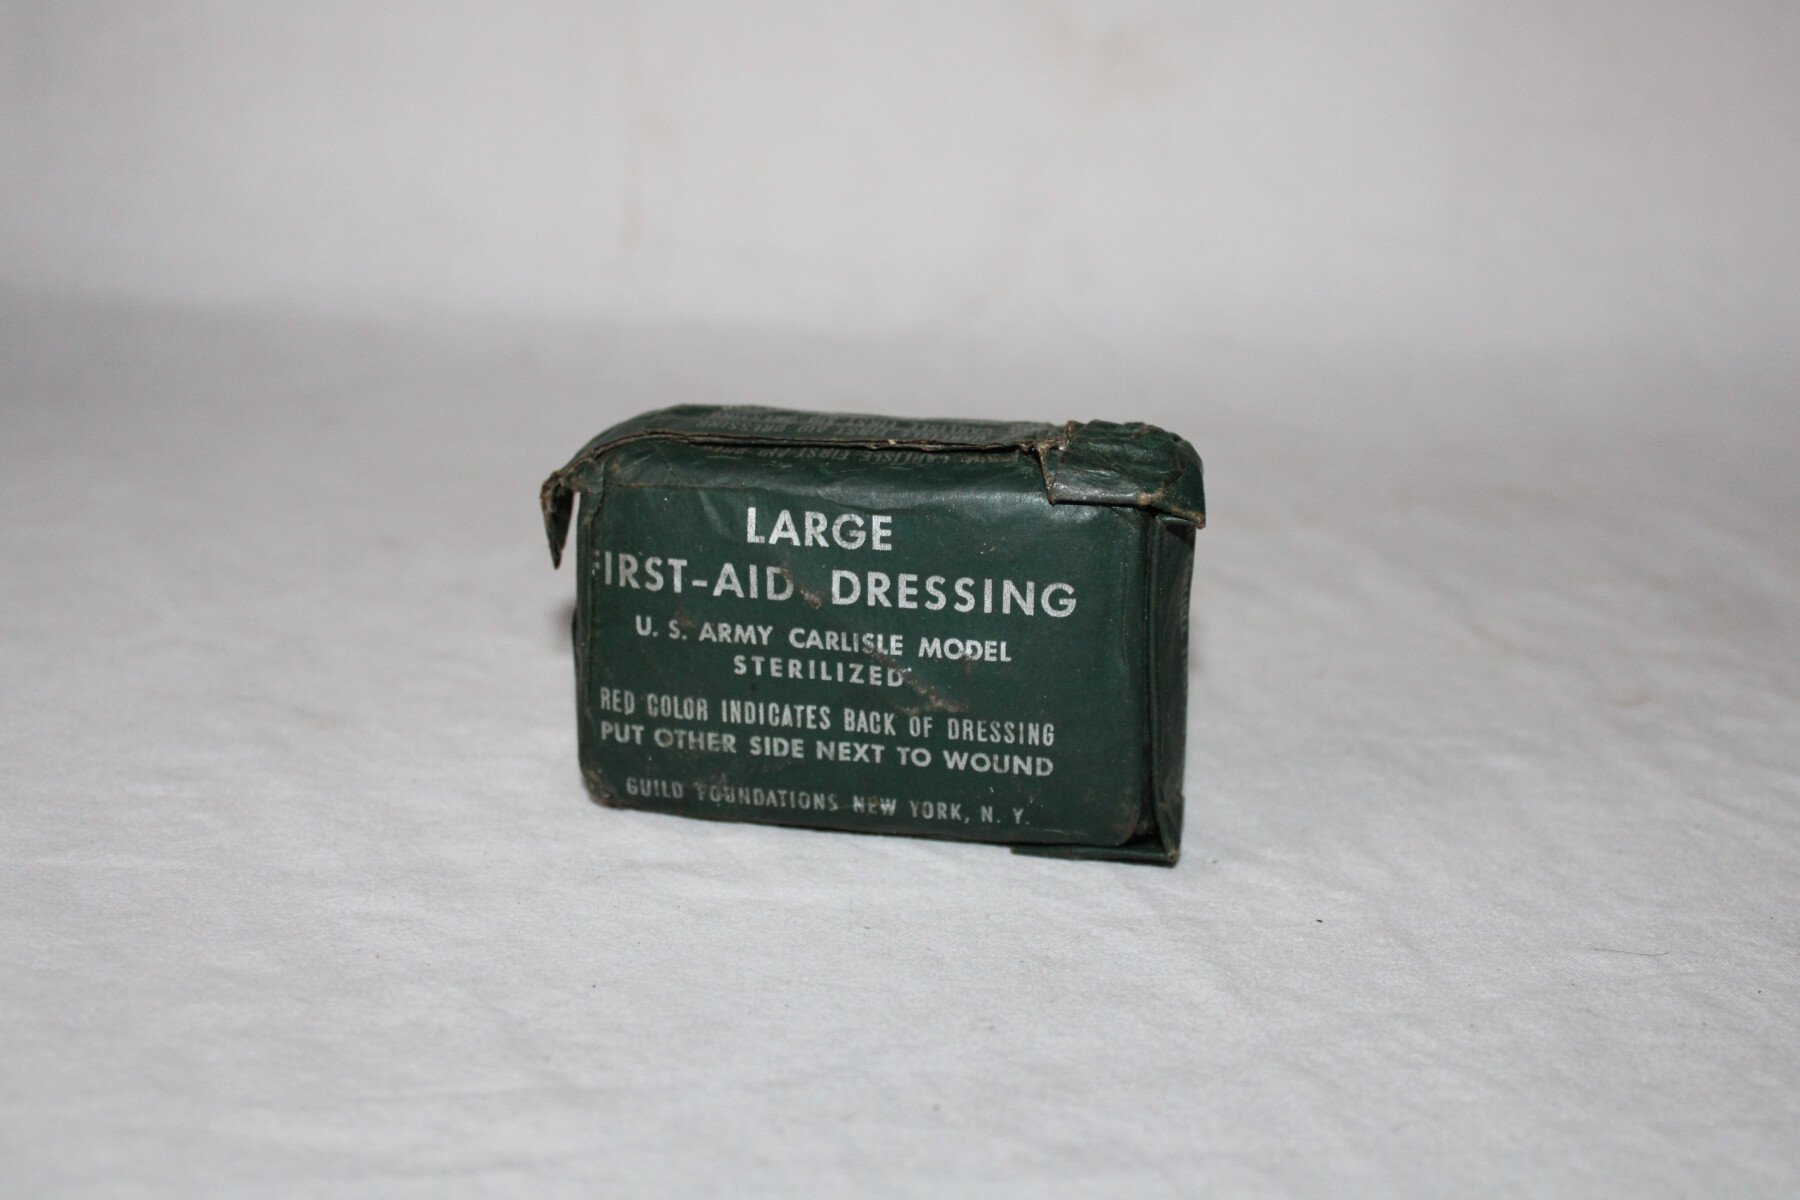 LARGE
FIRST-AID DRESSING
U. S. ARMY CARLISLE MODEL
STERILIZED
RED COLOR INDICATES BACK OF DRESSING
PUT OTHER SIDE NEXT TO WOUND
GUILD FOUNDATIONS NEW YORK, N. Y.